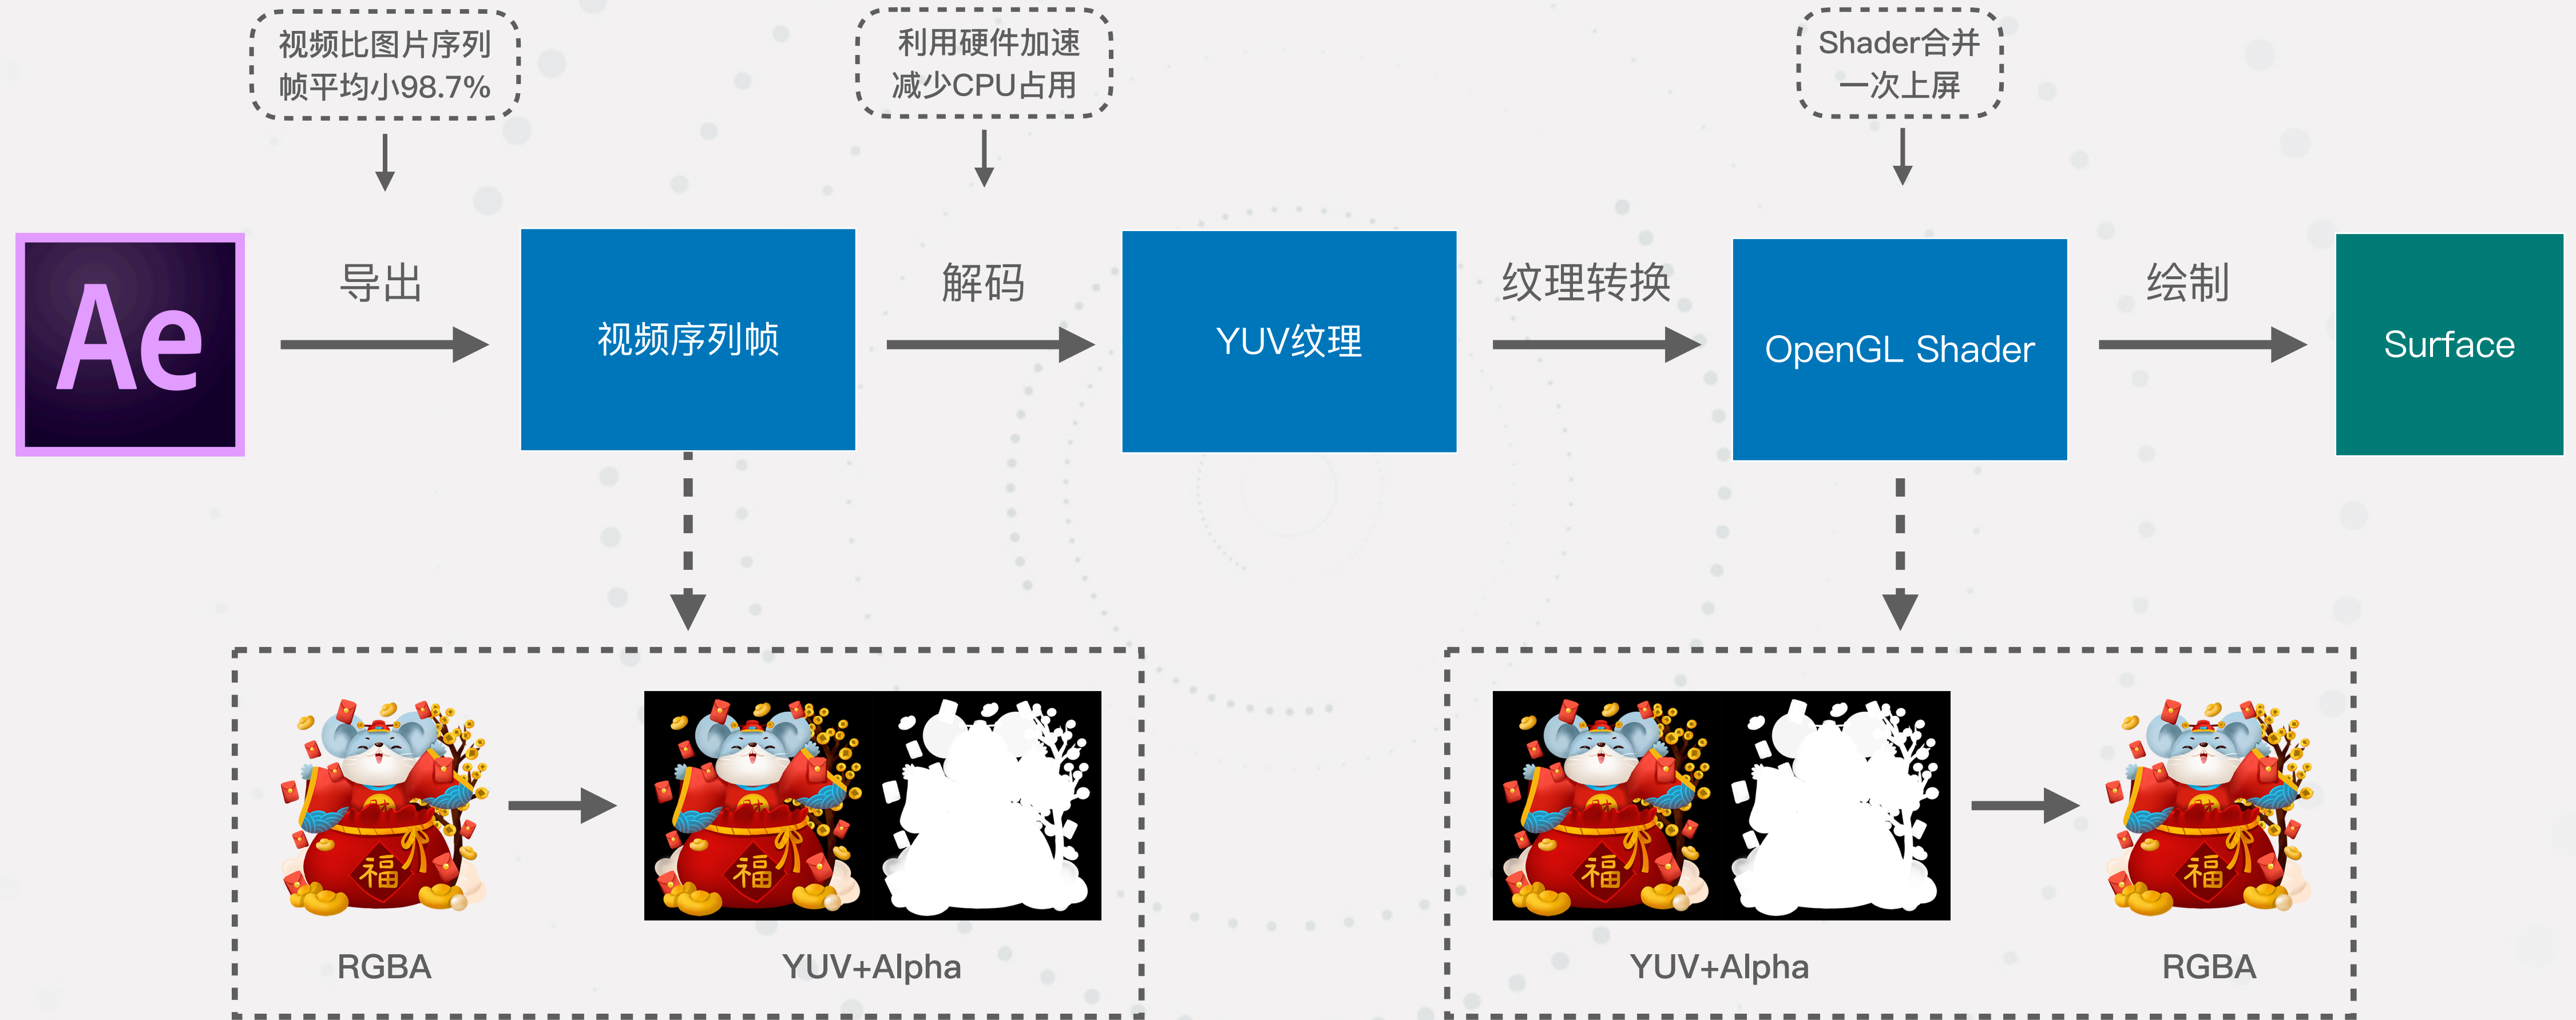 视频比图片序列
帧平均小98.7%
利用硬件加速
减少CPU占用
Shader合并
一次上屏
Ae
导出
视频序列帧
解码
YUV纹理
纹理转换
OpenGL Shader
绘制
Surface
福
福
福
福
RGBA
YUV+Alpha
YUV+Alpha
RGBA